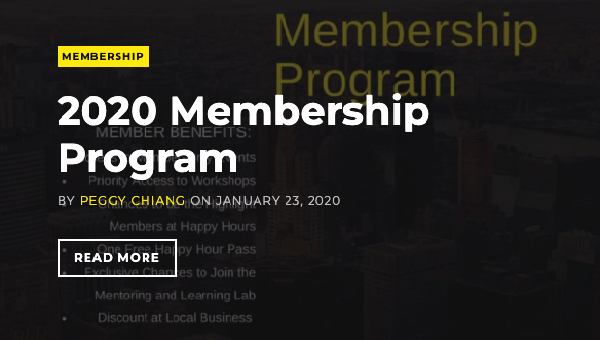 Membership
Program
MEMBERSHIP
2020 Membership
Program
MEMBER BENEFITS:
Priority Access to Workshops
BY PEGGY CHIANG ON JANUARY 23, 2020
Members at Happy Hours
One Free Happy Hour Pass
READ MORE
Exclusive Chances to Join the
Mentoring and Learning Lab
Discount at Local Business